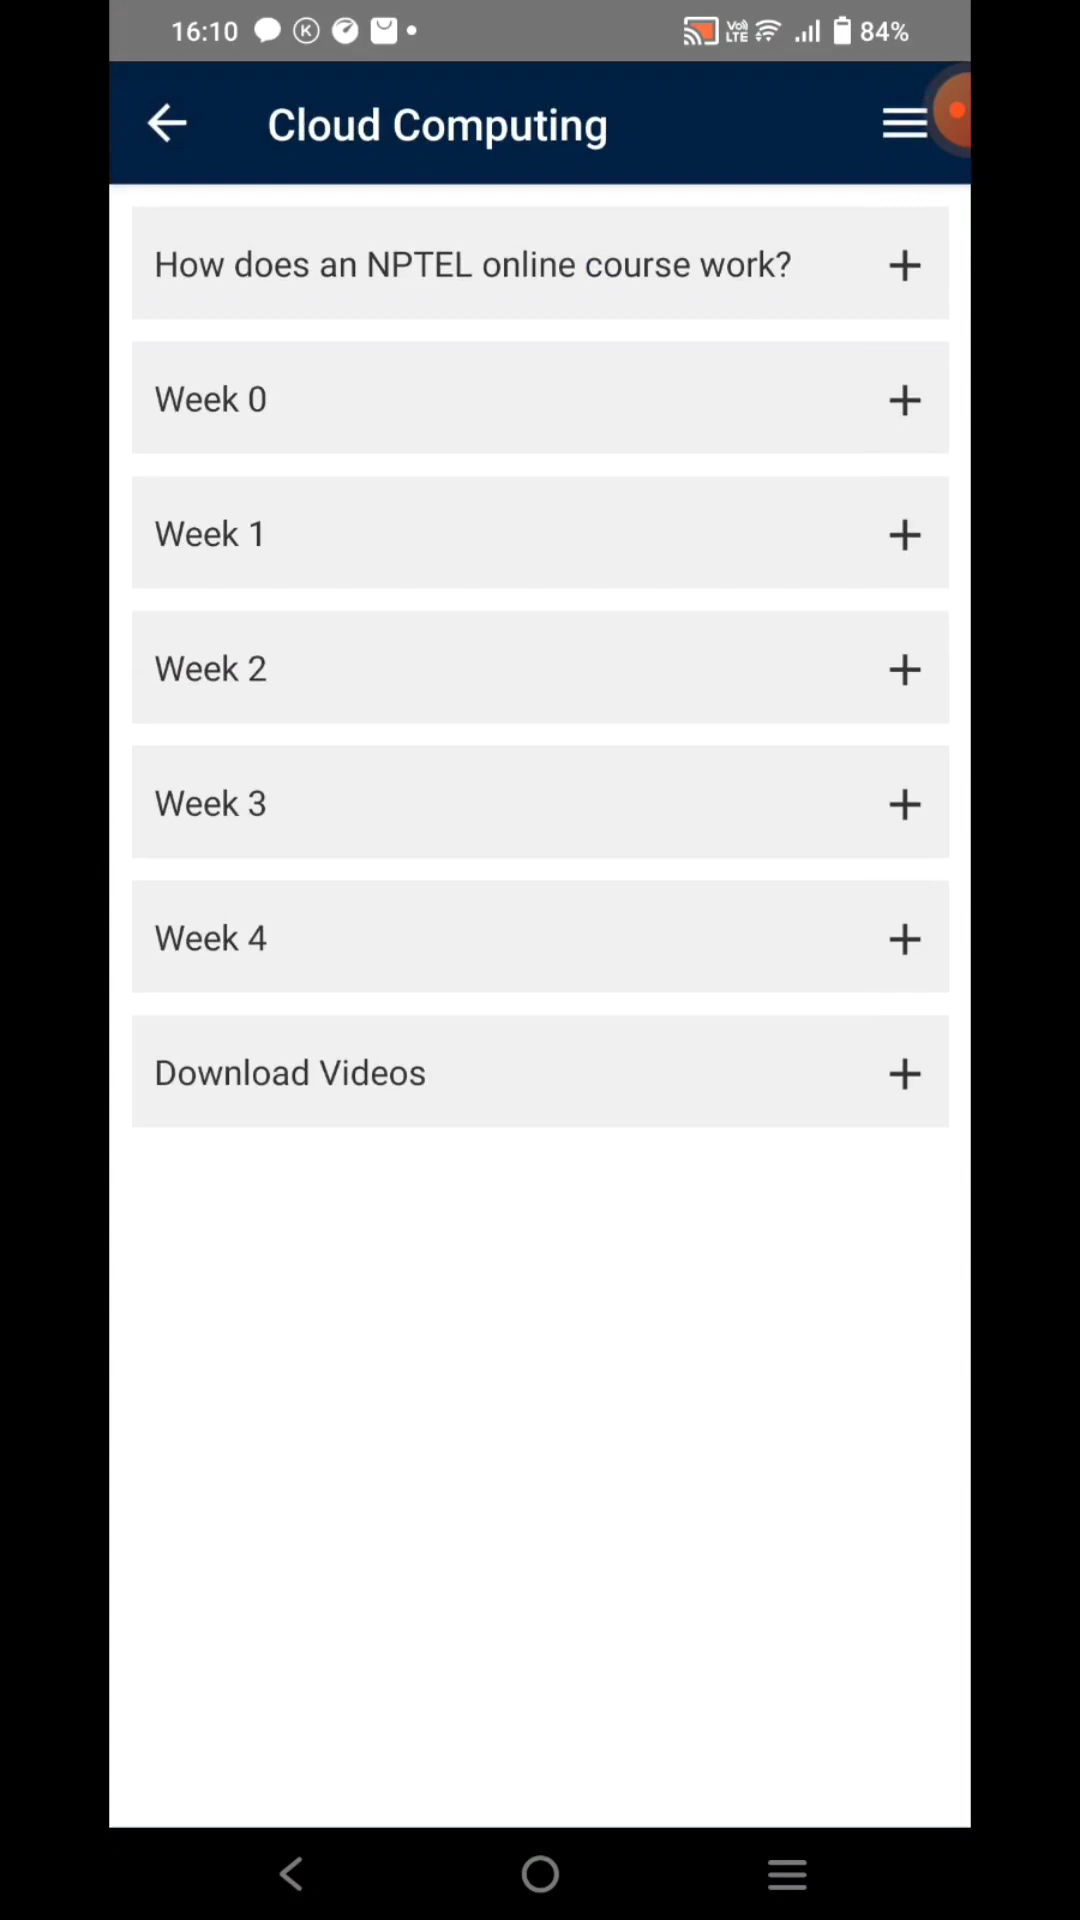 16:10 K VoLTE 84%
Cloud Computing
How does an NPTEL online course work?
Week 0
Week 1
Week 2
Week 3
Week 4
Download Videos